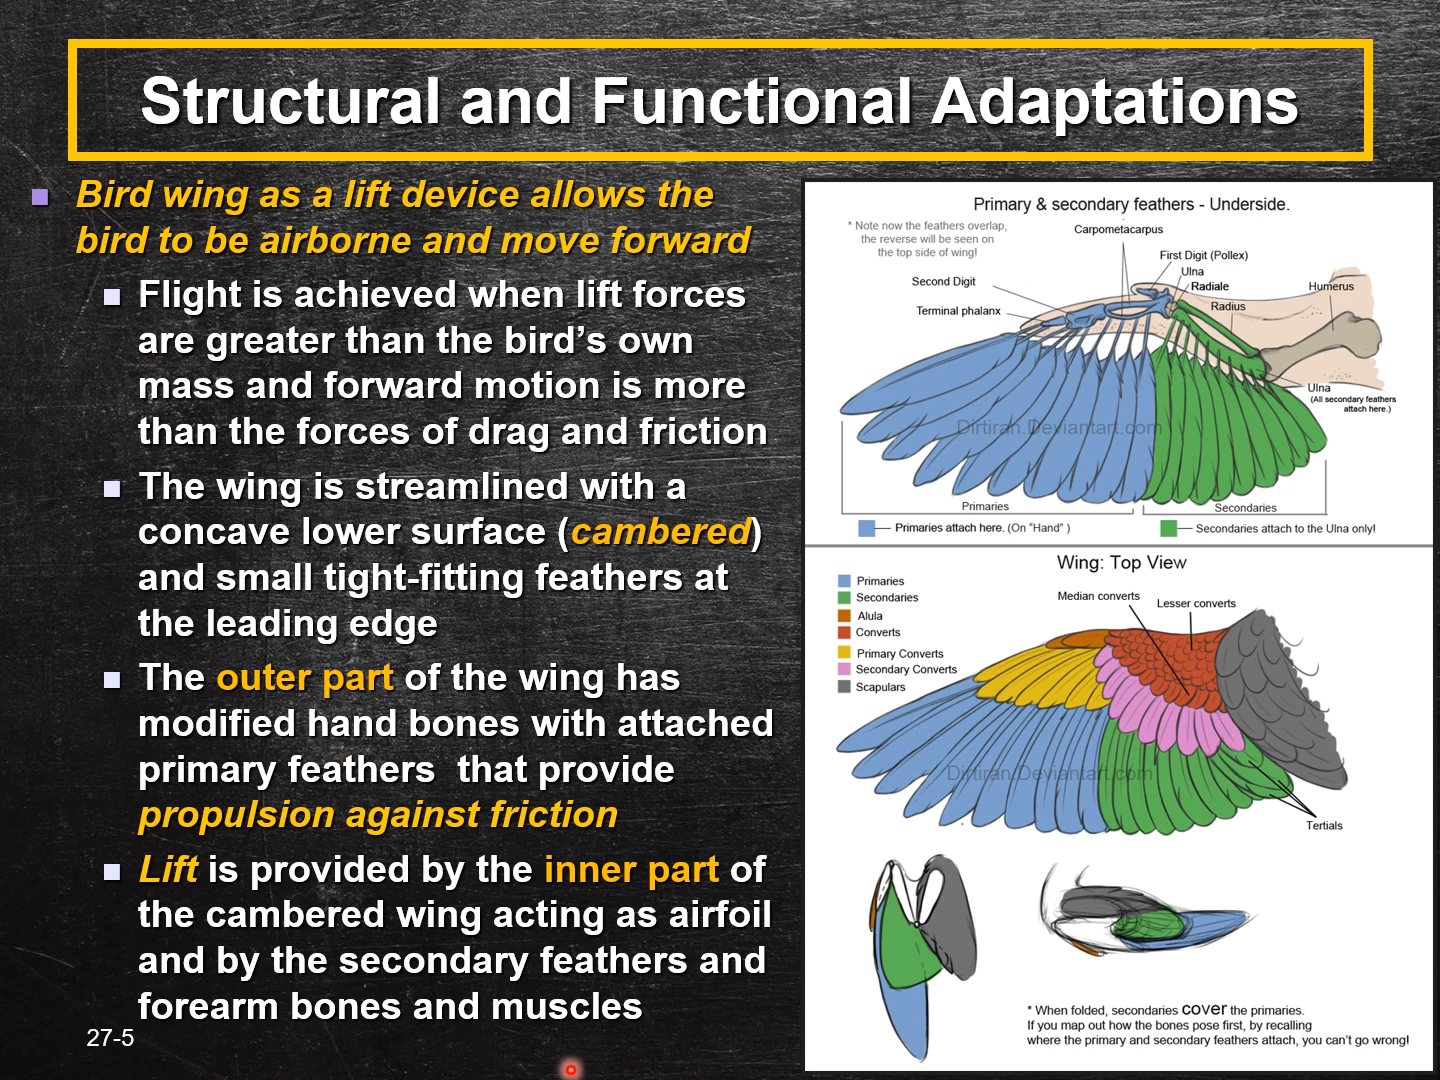 Structural and Functional Adaptations
Bird wing as a lift device allows the
bird to be airborne and move forward
Flight is achieved when lift forces
are greater than the bird’s own
mass and forward motion is more
than the forces of drag and friction
The wing is streamlined with a
concave lower surface (cambered)
and small tight-fitting feathers at
the leading edge
The outer part of the wing has
modified hand bones with attached
primary feathers that provide
propulsion against friction
Lift is provided by the inner part of
the cambered wing acting as airfoil
and by the secondary feathers and
forearm bones and muscles
27-5
Primary & secondary feathers - Underside.
* Note now the feathers overlap,
the reverse will be seen on
the top side of wing!
Carpometacarpus
First Digit (Pollex)
Ulna
Second Digit
Radiale
Humerus
Terminal phalanx
Radius
Ulna
(All secondary feathers
attach here.)
Dirtiran.Deviantart.com
Primaries
Secondaries
Primaries attach here. (On “Hand” )
Secondaries attach to the Ulna only!
Wing: Top View
Primaries
Secondaries
Alula
Converts
Primary Converts
Secondary Converts
Scapulars
Median converts
Lesser converts
Dirtiran.Deviantart.com
Tertials
* When folded, secondaries cover the primaries.
If you map out how the bones pose first, by recalling
where the primary and secondary feathers attach, you can’t go wrong!